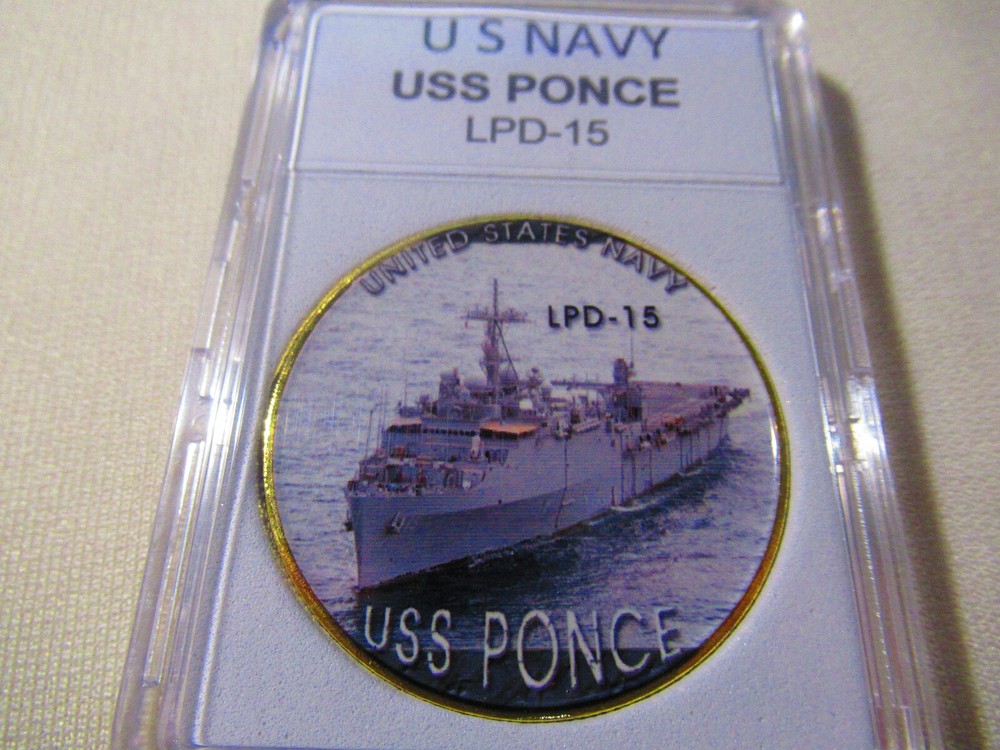 U S NAVY
USS PONCE
LPD-15
UNITED STATES NAVY
LPD-15
USS PONCE